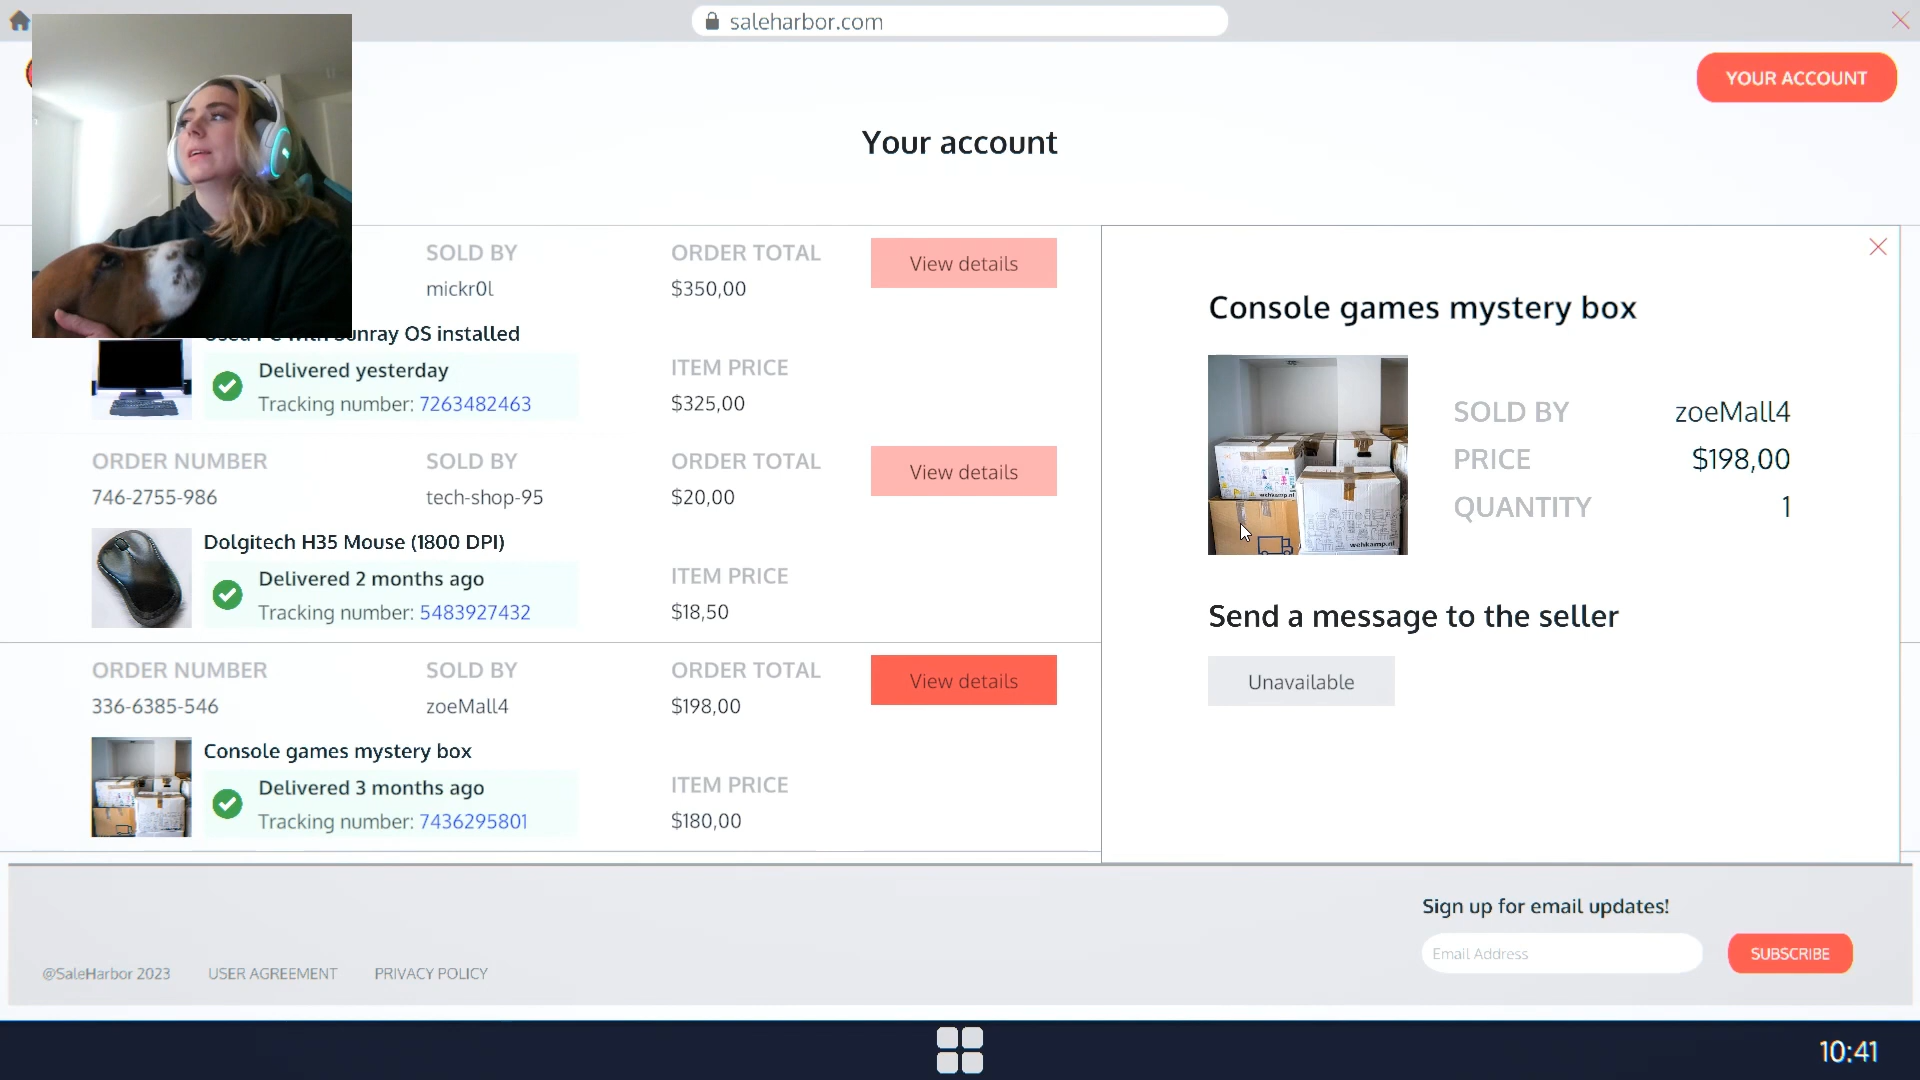 saleharbor.com
YOUR ACCOUNT
Your account
SOLD BY
mickr0l
ORDER TOTAL
$350,00
View details
Sunray OS installed
Delivered yesterday
Tracking number: 7263482463
ITEM PRICE
$325,00
ORDER NUMBER
746-2755-986
SOLD BY
tech-shop-95
ORDER TOTAL
$20,00
View details
Dolgitech H35 Mouse (1800 DPI)
Delivered 2 months ago
Tracking number: 5483927432
ITEM PRICE
$18,50
ORDER NUMBER
336-6385-546
SOLD BY
zoeMall4
ORDER TOTAL
$198,00
View details
Console games mystery box
Delivered 3 months ago
Tracking number: 7436295801
ITEM PRICE
$180,00
Console games mystery box
wehkamp.nl
wehkamp.nl
SOLD BY zoeMall4
PRICE $198,00
QUANTITY 1
Send a message to the seller
Unavailable
Sign up for email updates!
Email Address
SUBSCRIBE
@SaleHarbor 2023 USER AGREEMENT PRIVACY POLICY
10:41